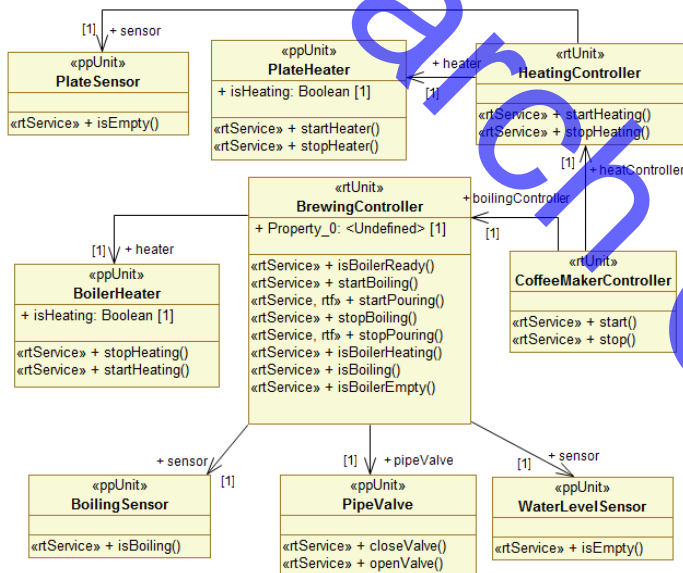 [1] + sensor
«ppUnit»
PlateSensor
«rtService» + isEmpty()
«ppUnit»
PlateHeater
+ isHeating: Boolean [1]
«rtService» + startHeater()
«rtService» + stopHeater()
+ heater
[1]
«rtUnit»
HeatingController
«rtService» + startHeating()
«rtService» + stopHeating()
[1]
+ heatController
+ boilingController
[1]
«rtUnit»
BrewingController
+ Property_0: <Undefined> [1]
«rtService» + isBoilerReady()
«rtService» + startBoiling()
«rtService, rtf» + startPouring()
«rtService» + stopBoiling()
«rtService, rtf» + stopPouring()
«rtService» + isBoilerHeating()
«rtService» + isBoiling()
«rtService» + isBoilerEmpty()
«rtUnit»
CoffeeMakerController
«rtService» + start()
«rtService» + stop()
[1] + heater
«ppUnit»
BoilerHeater
+ isHeating: Boolean [1]
«rtService» + stopHeating()
«rtService» + startHeating()
+ sensor
[1]
«ppUnit»
BoilingSensor
«rtService» + isBoiling()
[1] + pipeValve
«ppUnit»
PipeValve
«rtService» + closeValve()
«rtService» + openValve()
+ sensor
[1]
«ppUnit»
WaterLevelSensor
«rtService» + isEmpty()
arch